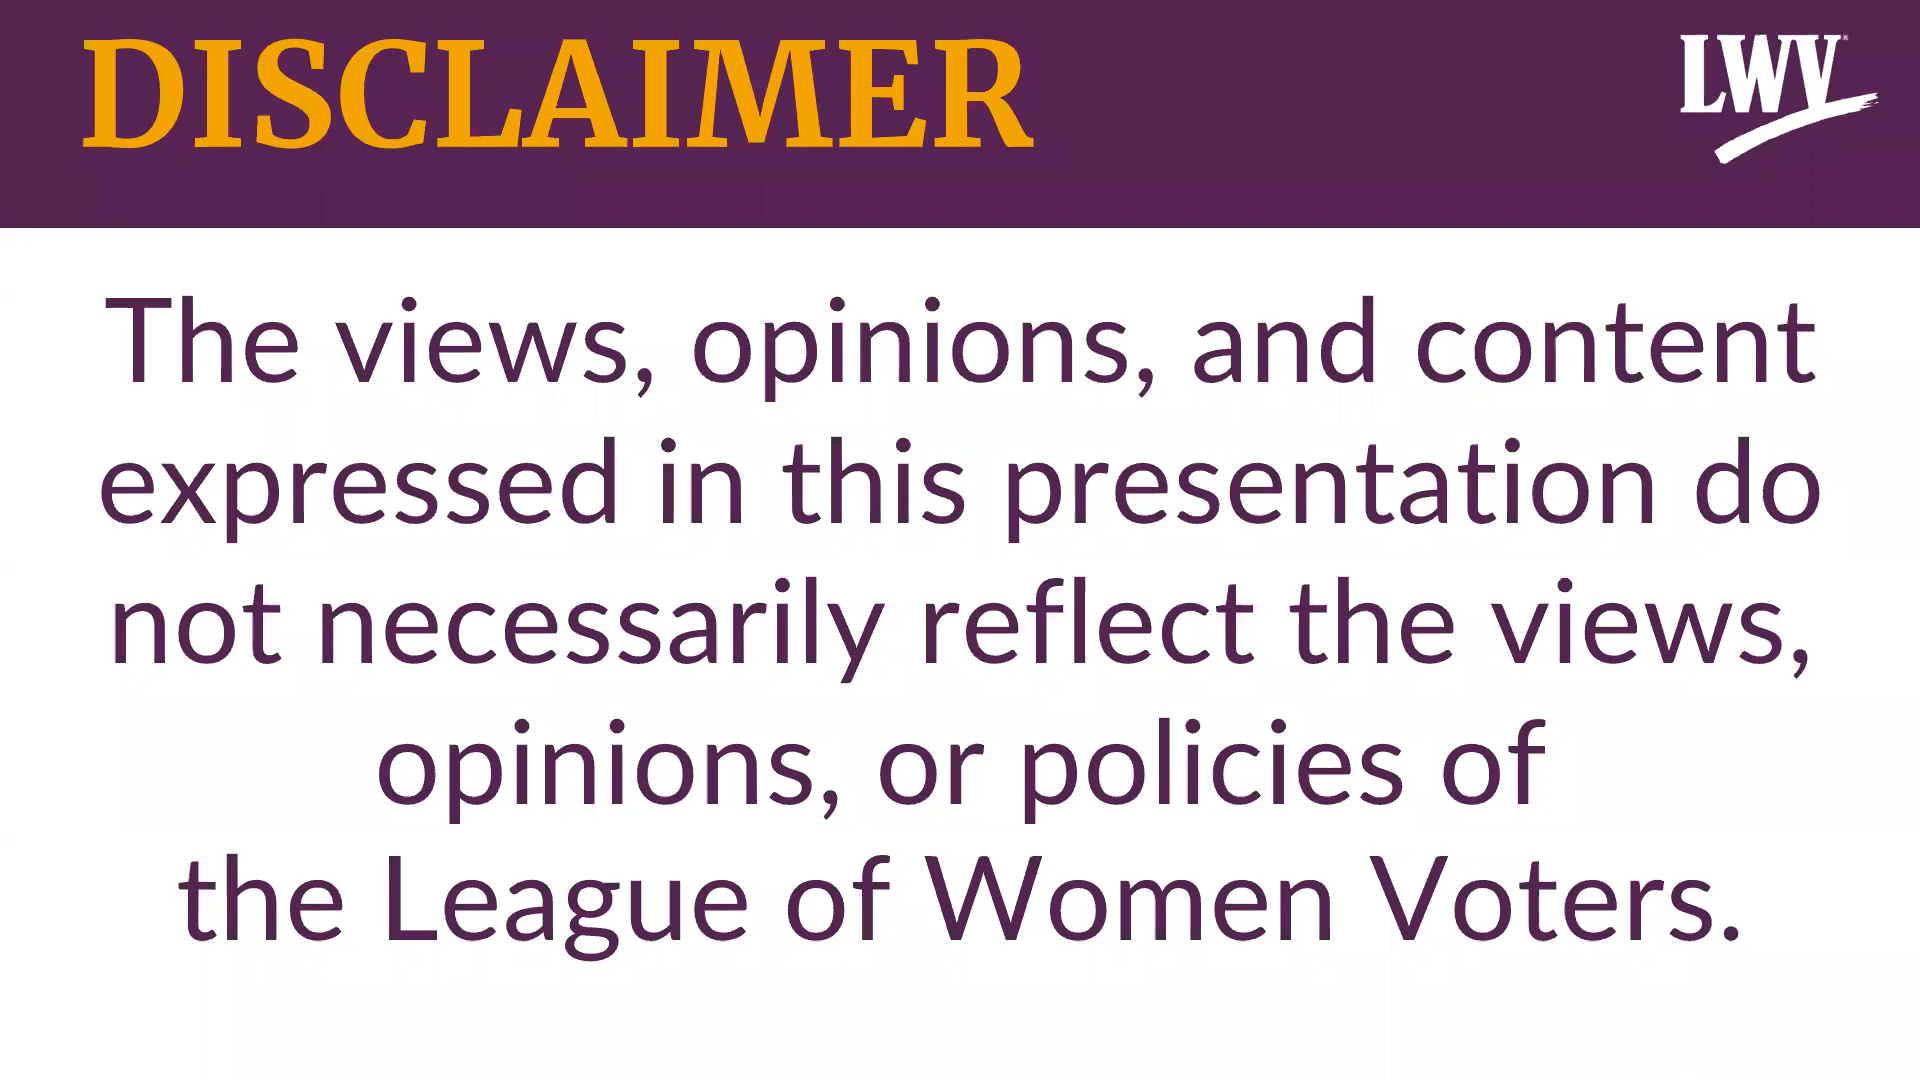 DISCLAIMER
LWV
The views, opinions, and content
expressed in this presentation do
not necessarily reflect the views,
opinions, or policies of
the League of Women Voters.